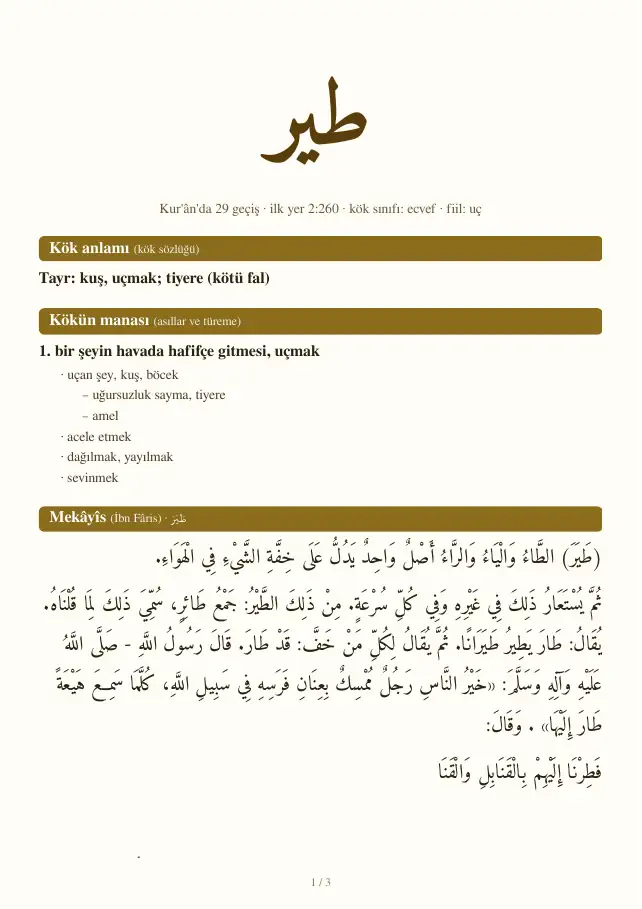 طير
Kur'ân'da 29 geçiş · ilk yer 2:260 · kök sınıfı: ecvef · fiil: uç
Kök anlamı (kök sözlüğü)
Tayr: kuş, uçmak; tiyere (kötü fal)
Kökün manası (asıllar ve türeme)
1. bir şeyin havada hafifçe gitmesi, uçmak
· uçan şey, kuş, böcek
– uğursuzluk sayma, tiyere
– amel
· acele etmek
· dağılmak, yayılmak
· sevinmek
Mekâyîs (İbn Fâris) · طَيَرَ
(طَيَرَ) الطَّاءُ وَالْيَاءُ وَالرَّاءُ أَصْلٌ وَاحِدٌ يَدُلُّ عَلَى خِفَّةِ الشَّيْءِ فِي الْهَوَاءِ.
ثُمَّ يُسْتَعَارُ ذَلِكَ فِي غَيْرِهِ وَفِي كُلِّ سُرْعَةٍ. مِنْ ذَلِكَ الطَّيْرُ: جَمْعُ طَائِرٍ، سُمِّيَ ذَلِكَ لِمَا قُلْنَاهُ.
يُقَالُ: طَارَ يَطِيرُ طَيَرَانًا. ثُمَّ يُقَالُ لِكُلِّ مَنْ خَفَّ: قَدْ طَارَ. قَالَ رَسُولُ اللَّهِ - صَلَّى اللَّهُ
عَلَيْهِ وَآلِهِ وَسَلَّمَ: «خَيْرُ النَّاسِ رَجُلٌ مُمْسِكٌ بِعِنَانِ فَرَسِهِ فِي سَبِيلِ اللَّهِ، كُلَّمَا سَمِعَ هَيْعَةً
طَارَ إِلَيْهَا» . وَقَالَ:
فَطِرْنَا إِلَيْهِمْ بِالْقَنَابِلِ وَالْقَنَا
1 / 3